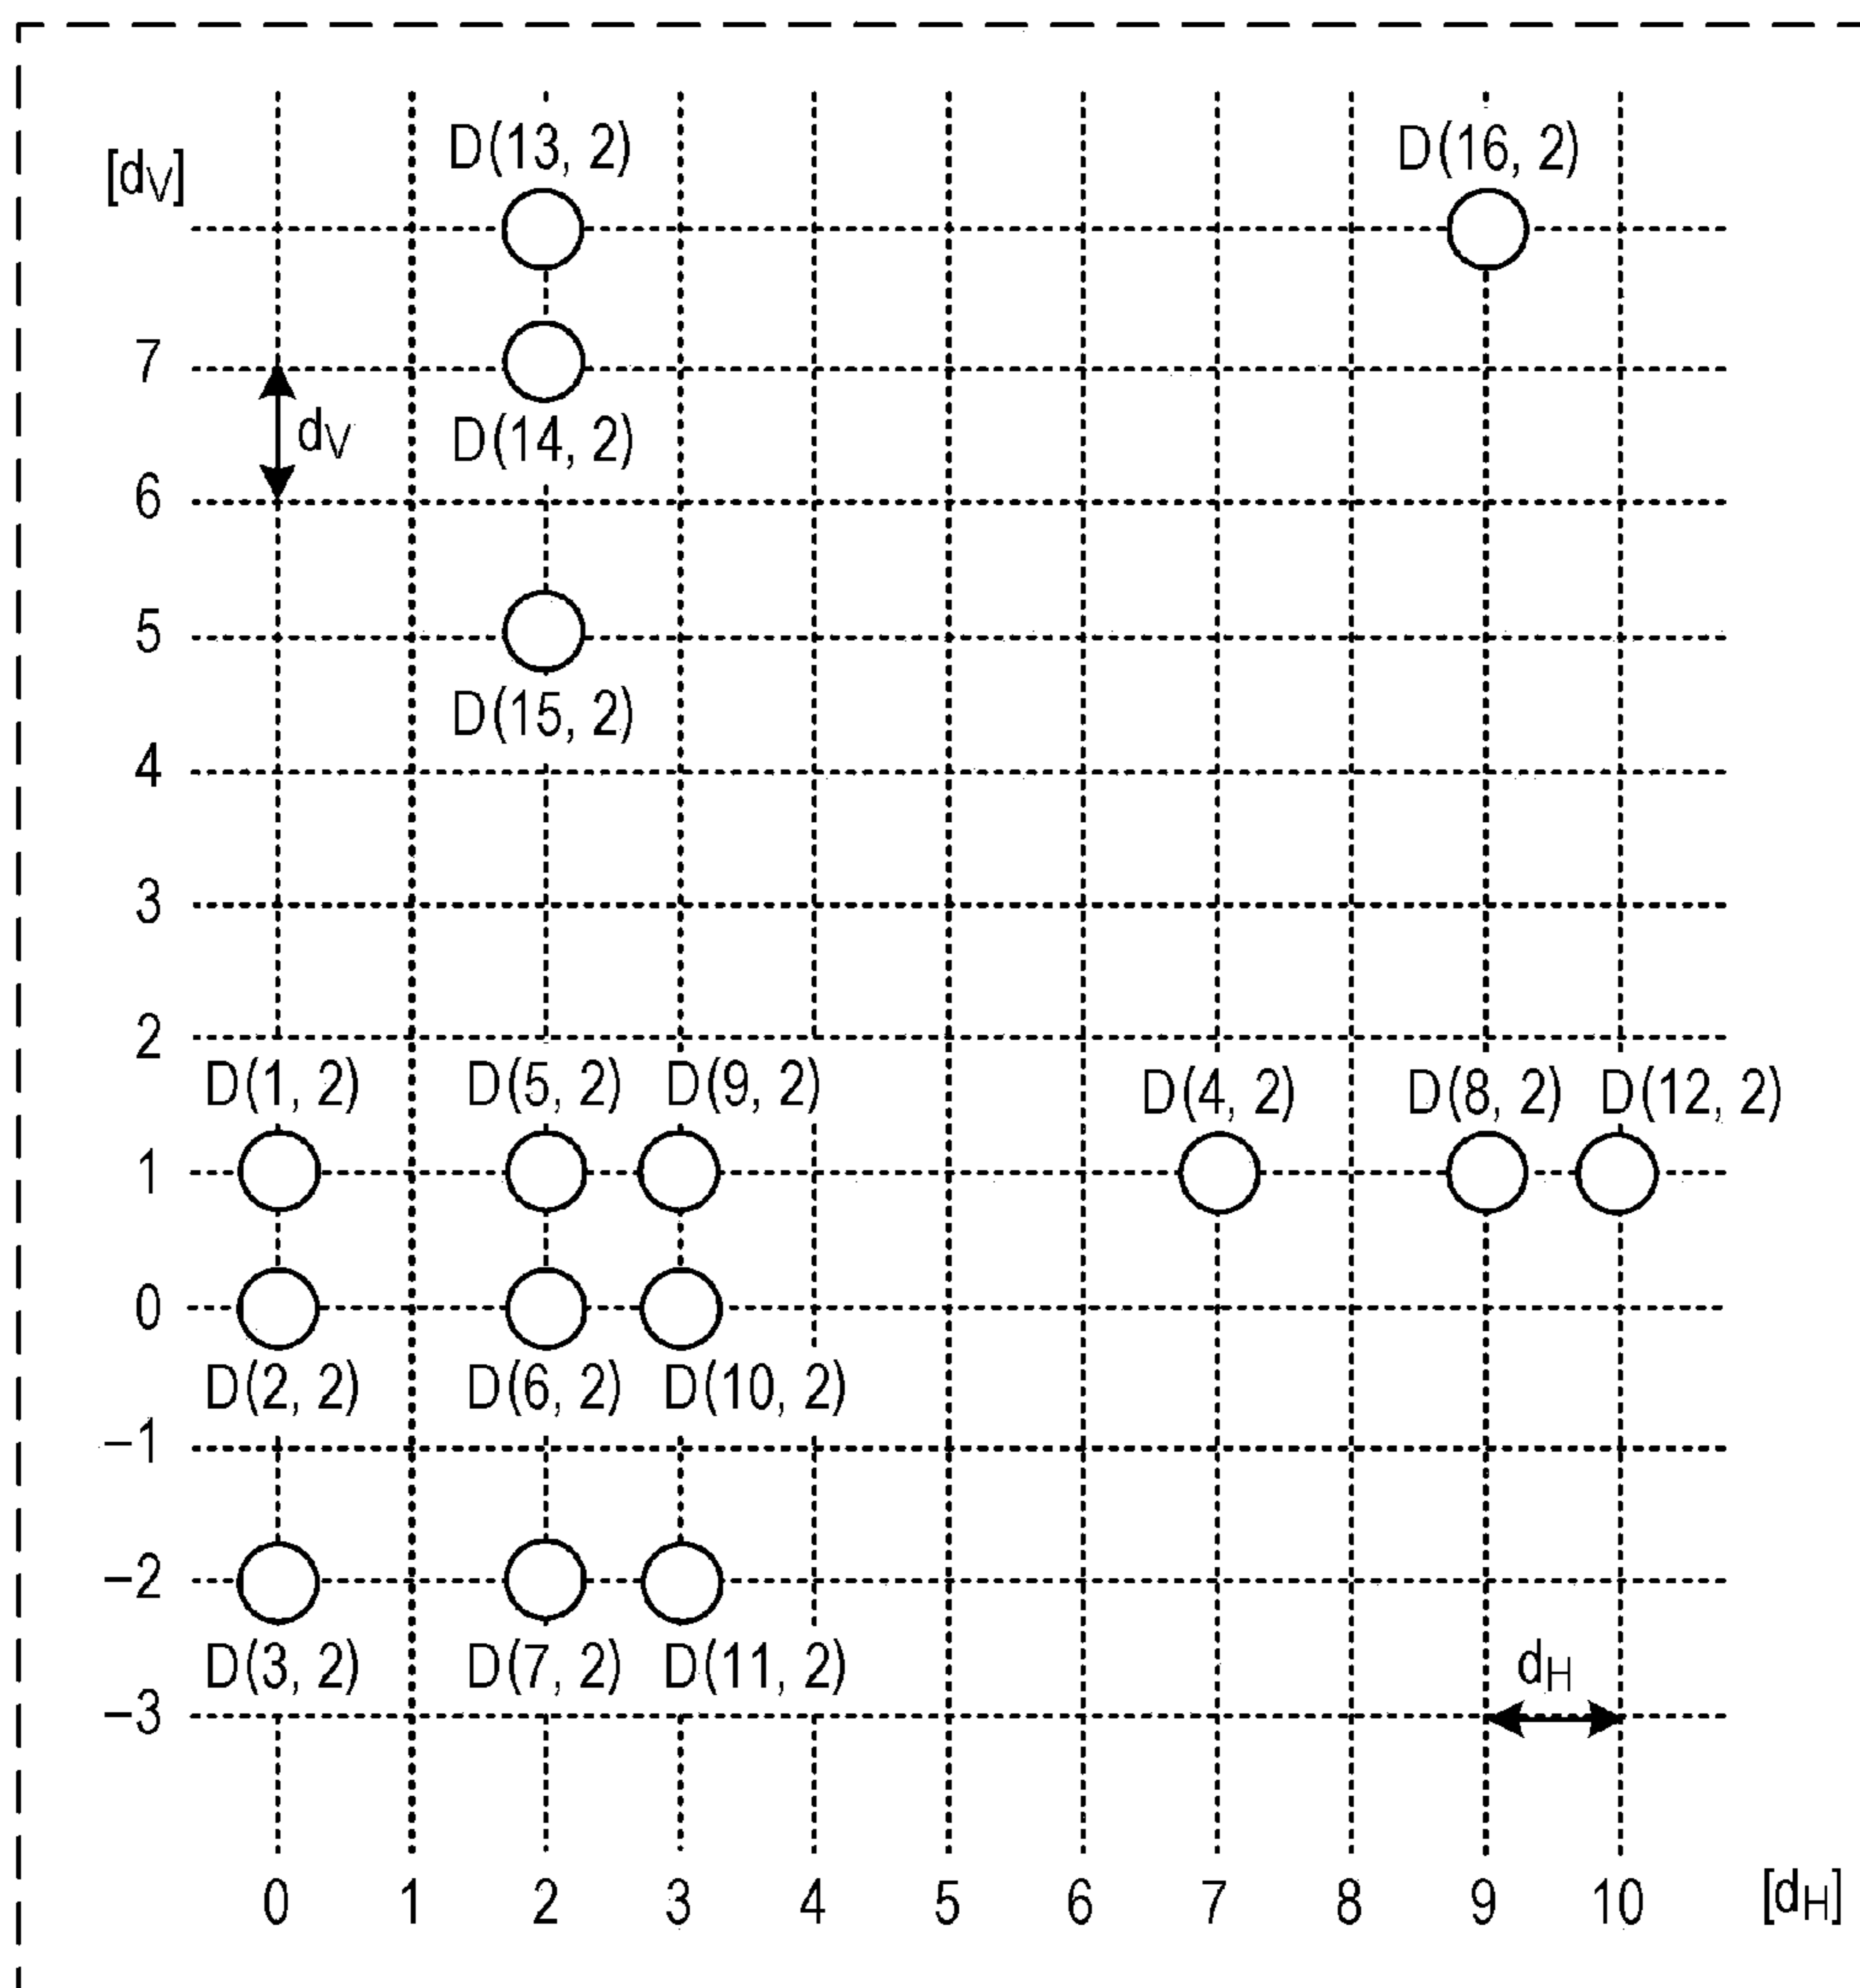 D(13, 2) D(16, 2)
[dV]
7
dV
D(14, 2)
6
5
D(15, 2)
4
3
2
D(1, 2) D(5, 2) D(9, 2) D(4, 2) D(8, 2) D(12, 2)
1
0
D(2, 2) D(6, 2) D(10, 2)
−1
−2
D(3, 2) D(7, 2) D(11, 2) dH
−3
0 1 2 3 4 5 6 7 8 9 10 [dH]